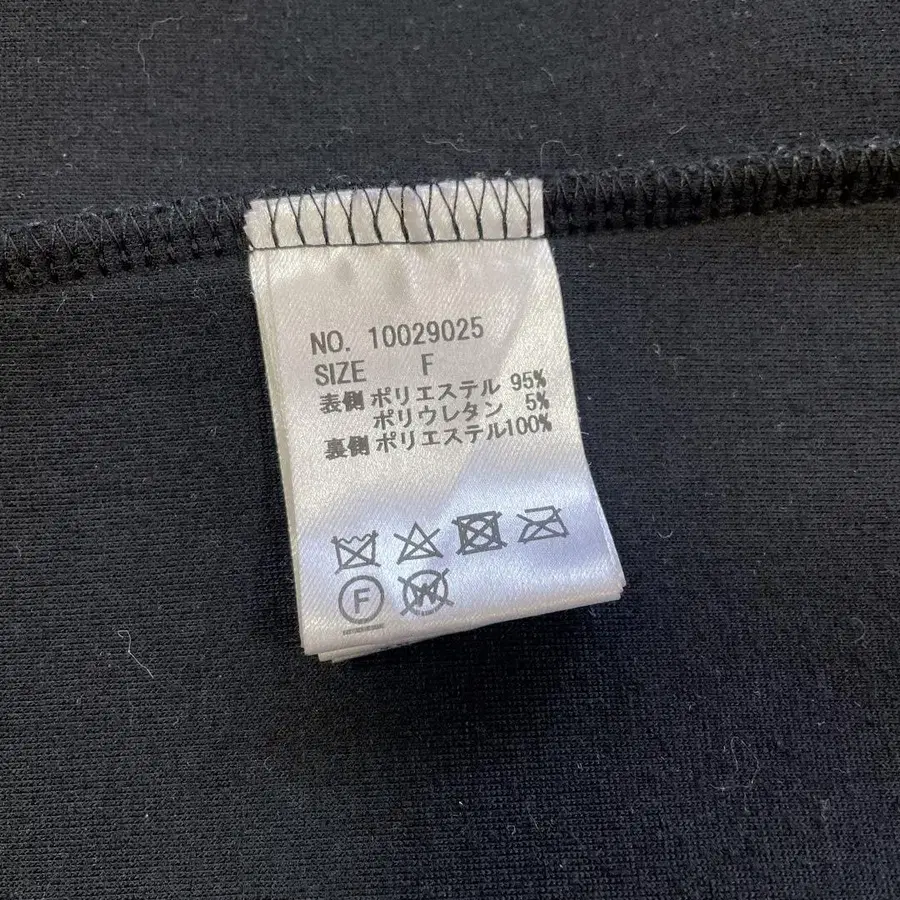 NO. 10029025
SIZE F
表側 ポリエステル 95%
ポリウレタン 5%
裏側 ポリエステル100%
F
W